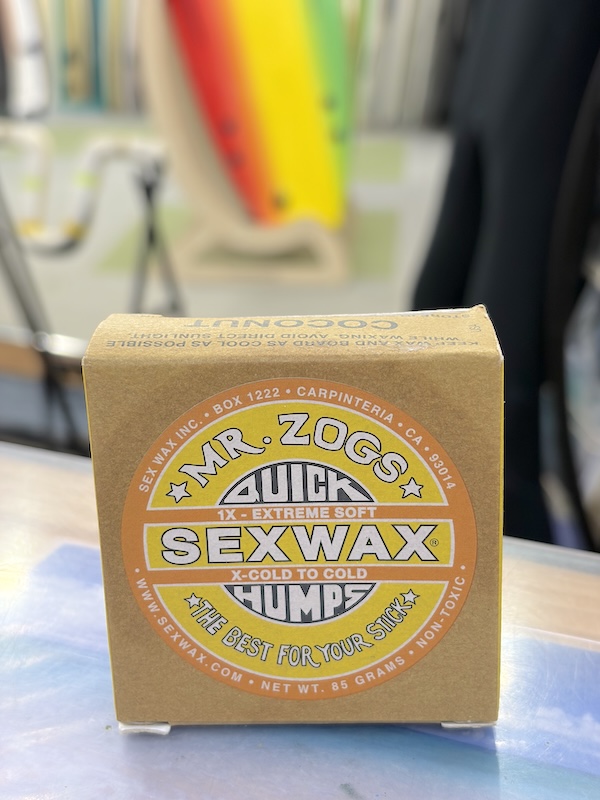 COCONUT
KEEP WAX AND BOARD AS COOL AS POSSIBLE
WHILE WAXING. AVOID DIRECT SUNLIGHT.
SEX WAX INC. • BOX 1222 • CARPINTERIA • CA • 93014
MR. ZOGS
QUICK
1X - EXTREME SOFT
SEXWAX®
X-COLD TO COLD
HUMPS
THE BEST FOR YOUR STICK
• WWW.SEXWAX.COM • NET WT. 85 GRAMS • NON-TOXIC •